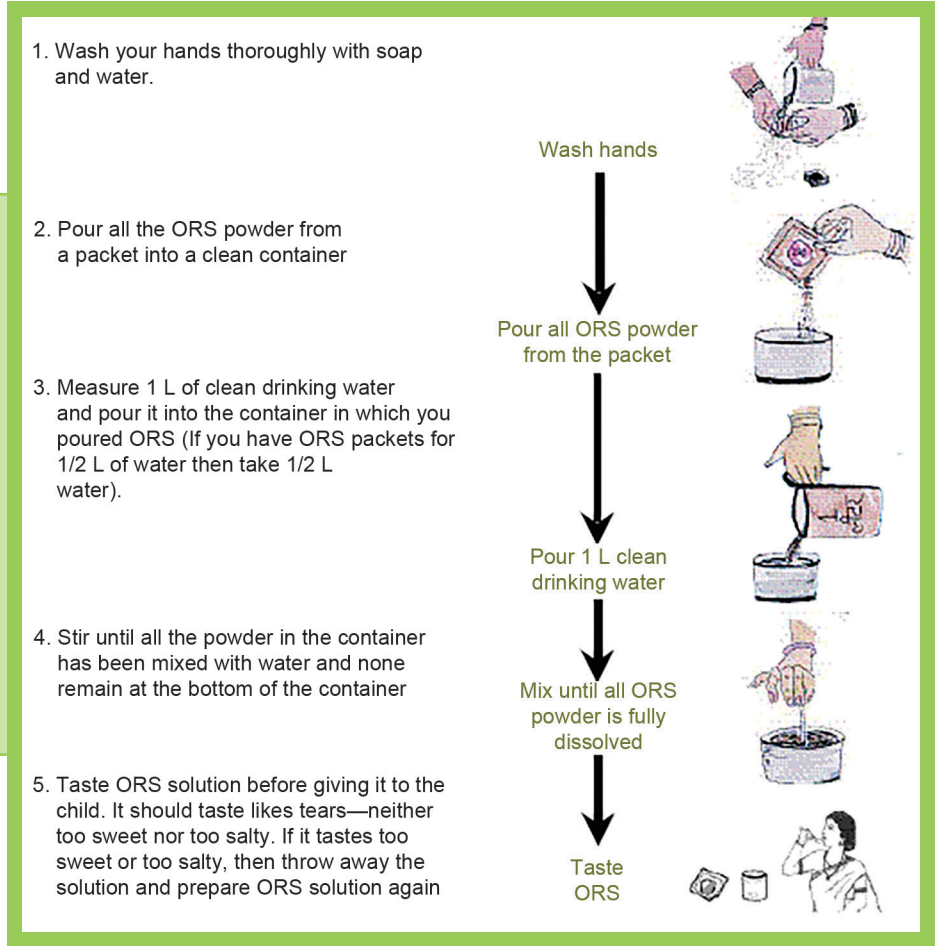 1. Wash your hands thoroughly with soap
and water.
Wash hands
2. Pour all the ORS powder from
a packet into a clean container
Pour all ORS powder
from the packet
3. Measure 1 L of clean drinking water
and pour it into the container in which you
poured ORS (If you have ORS packets for
1/2 L of water then take 1/2 L
water).
Pour 1 L clean
drinking water
4. Stir until all the powder in the container
has been mixed with water and none
remain at the bottom of the container
Mix until all ORS
powder is fully
dissolved
5. Taste ORS solution before giving it to the
child. It should taste likes tears—neither
too sweet nor too salty. If it tastes too
sweet or too salty, then throw away the
solution and prepare ORS solution again
Taste
ORS